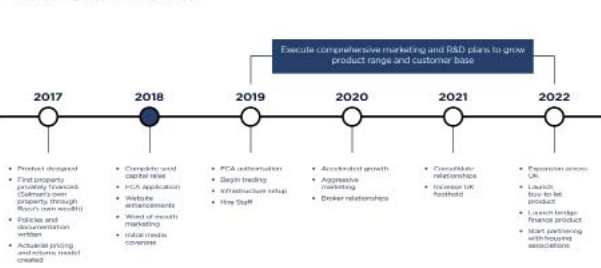 Execute comprehensive marketing and R&D plans to grow
product range and customer base
2017
2018
2019
2020
2021
2022
• Product designed
• First property
privately financed.
(Salman's own
property, through
own wealth)
• Policies and
documentation
written
• Actuarial pricing
and returns model
created
• Complete seed
capital raise
• FCA application
• Website
enhancements
• Word of mouth
marketing
• Initial media
coverage
• FCA authorisation
• Begin trading
• Infrastructure setup
• Hire Staff
• Accelerated growth
• Aggressive
marketing
• Broker relationships
• Consolidate
relationships
• Increase UK
foothold
• Expansion across
UK
• Launch
buy-to-let
product
• Launch bridge
finance product
• Start partnering
with housing
associations